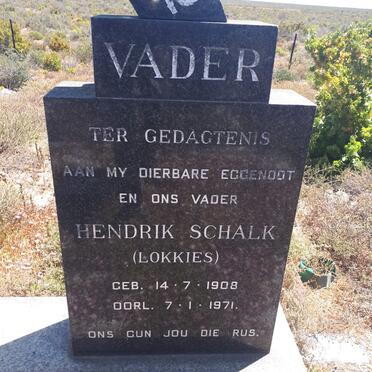 VADER
TER GEDAGTENIS
AAN MY DIERBARE EGGENOOT
EN ONS VADER
HENDRIK SCHALK
(LOKKIES)
GEB. 14 · 7 · 1908
OORL. 7 · 1 · 1971.
ONS GUN JOU DIE RUS.